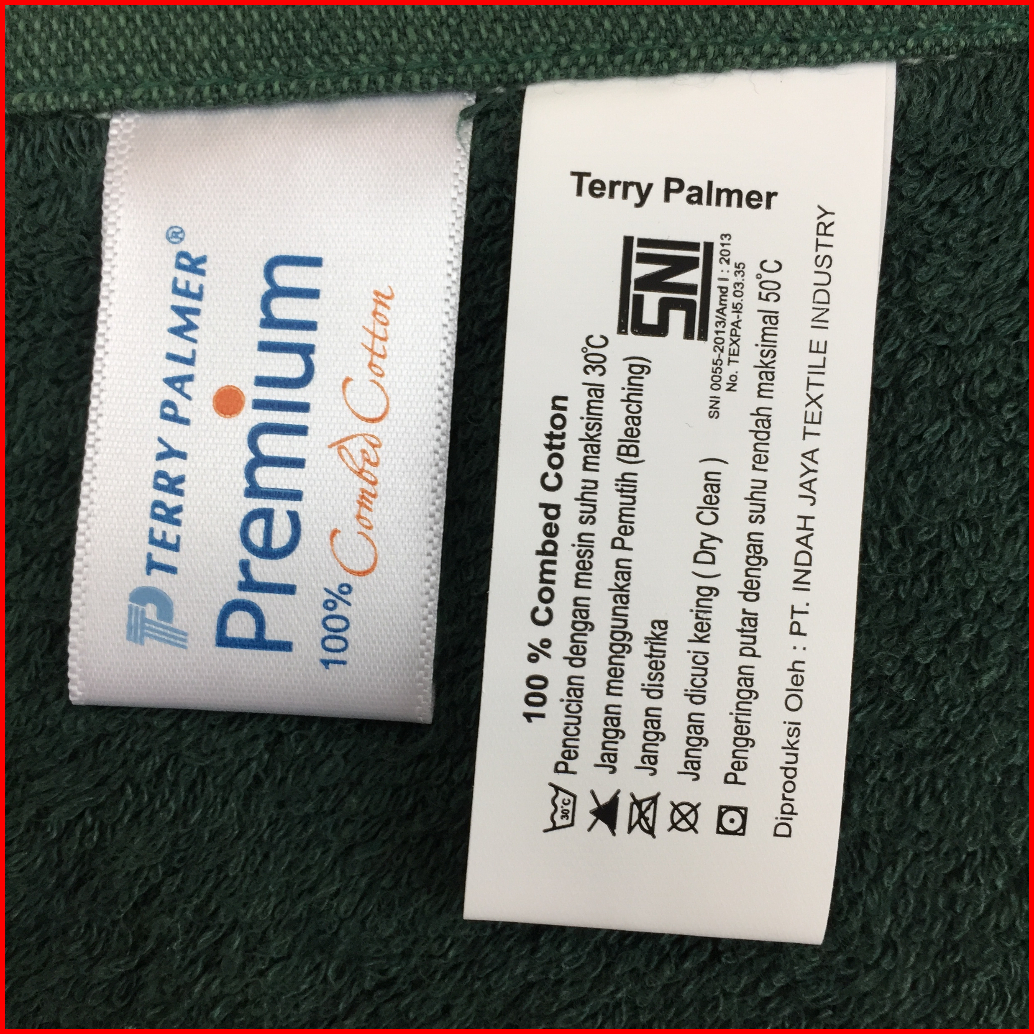 TERRY PALMER®
Premium
100% Combed Cotton
Terry Palmer
SNI
SNI 0055-2013/Amd I : 2013
No. TEXPA-I5.03.35
100 % Combed Cotton
30°C Pencucian dengan mesin suhu maksimal 30°C
Jangan menggunakan Pemutih (Bleaching)
Jangan disetrika
Jangan dicuci kering ( Dry Clean )
Pengeringan putar dengan suhu rendah maksimal 50°C
Diproduksi Oleh : PT. INDAH JAYA TEXTILE INDUSTRY